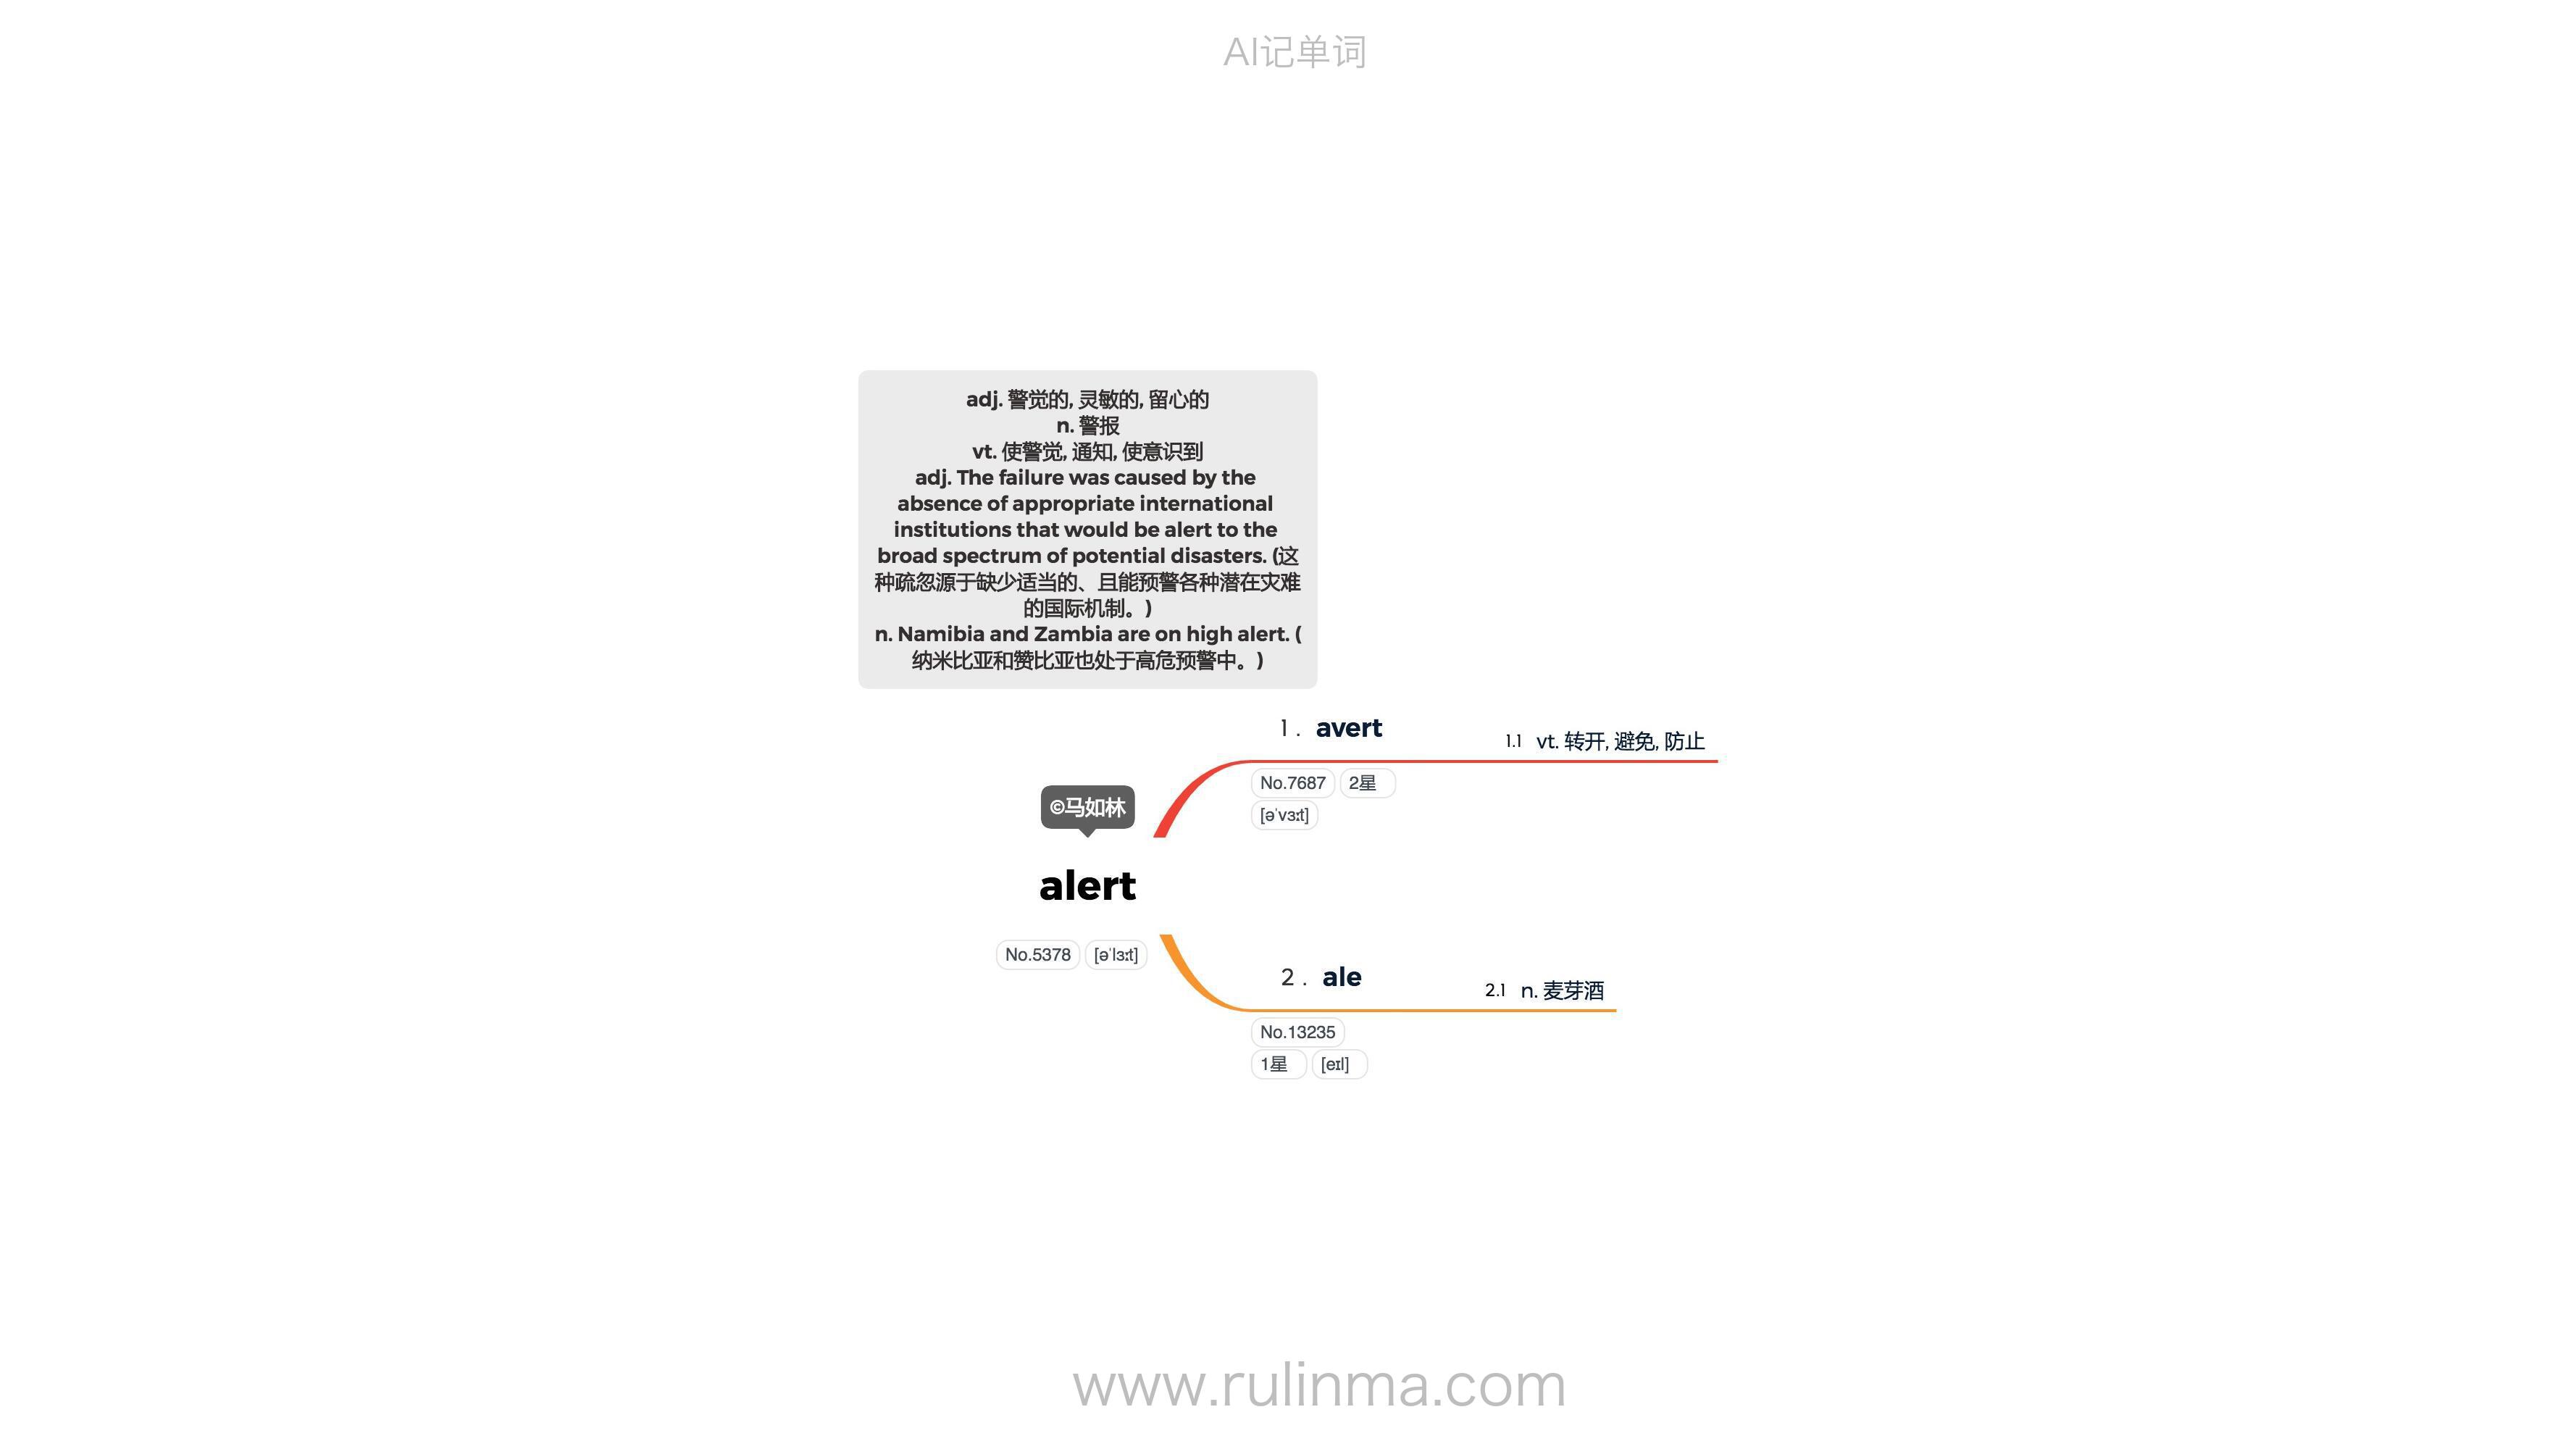 AI记单词
adj. 警觉的, 灵敏的, 留心的
n. 警报
vt. 使警觉, 通知, 使意识到
adj. The failure was caused by the
absence of appropriate international
institutions that would be alert to the
broad spectrum of potential disasters. (这
种疏忽源于缺少适当的、且能预警各种潜在灾难
的国际机制。)
n. Namibia and Zambia are on high alert. (
纳米比亚和赞比亚也处于高危预警中。)
1. avert
1.1 vt. 转开, 避免, 防止
No.7687 2星
[əˈvɜːt]
©马如林
alert
No.5378 [əˈlɜːt]
2. ale
2.1 n. 麦芽酒
No.13235
1星 [eɪl]
www.rulinma.com